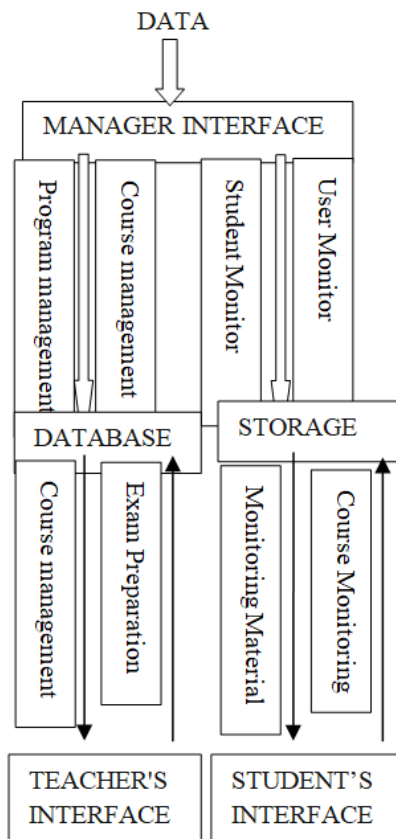 DATA
MANAGER INTERFACE
Program management
Course management
Student Monitor
User Monitor
DATABASE
STORAGE
Course management
Exam Preparation
Monitoring Material
Course Monitoring
TEACHER'S
INTERFACE
STUDENT’S
INTERFACE